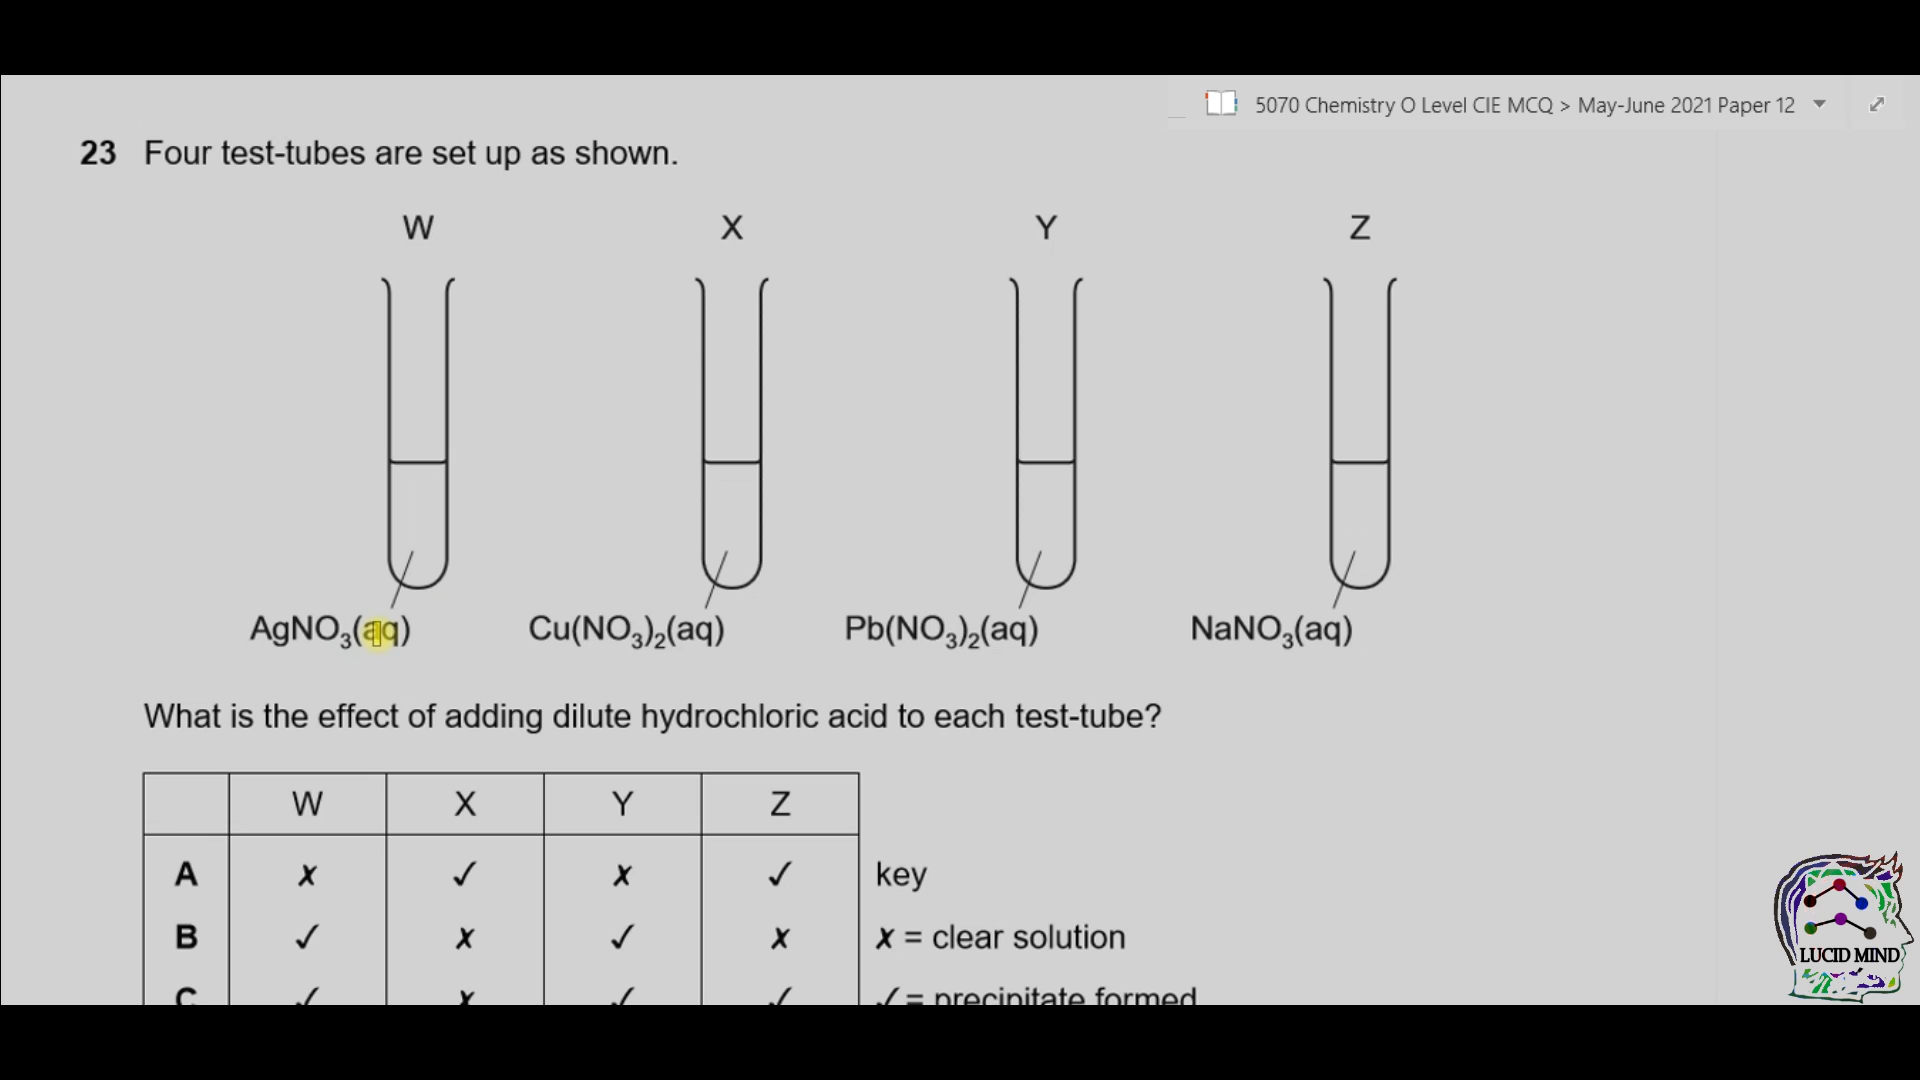 5070 Chemistry O Level CIE MCQ > May-June 2021 Paper 12
23 Four test-tubes are set up as shown.
W X Y Z
AgNO₃(aq) Cu(NO₃)₂(aq) Pb(NO₃)₂(aq) NaNO₃(aq)
What is the effect of adding dilute hydrochloric acid to each test-tube?
W X Y Z
A ✗ ✓ ✗ ✓ key
B ✓ ✗ ✓ ✗ ✗ = clear solution
C ✓ ✗ ✓ ✓ ✓ = precipitate formed
LUCID MIND